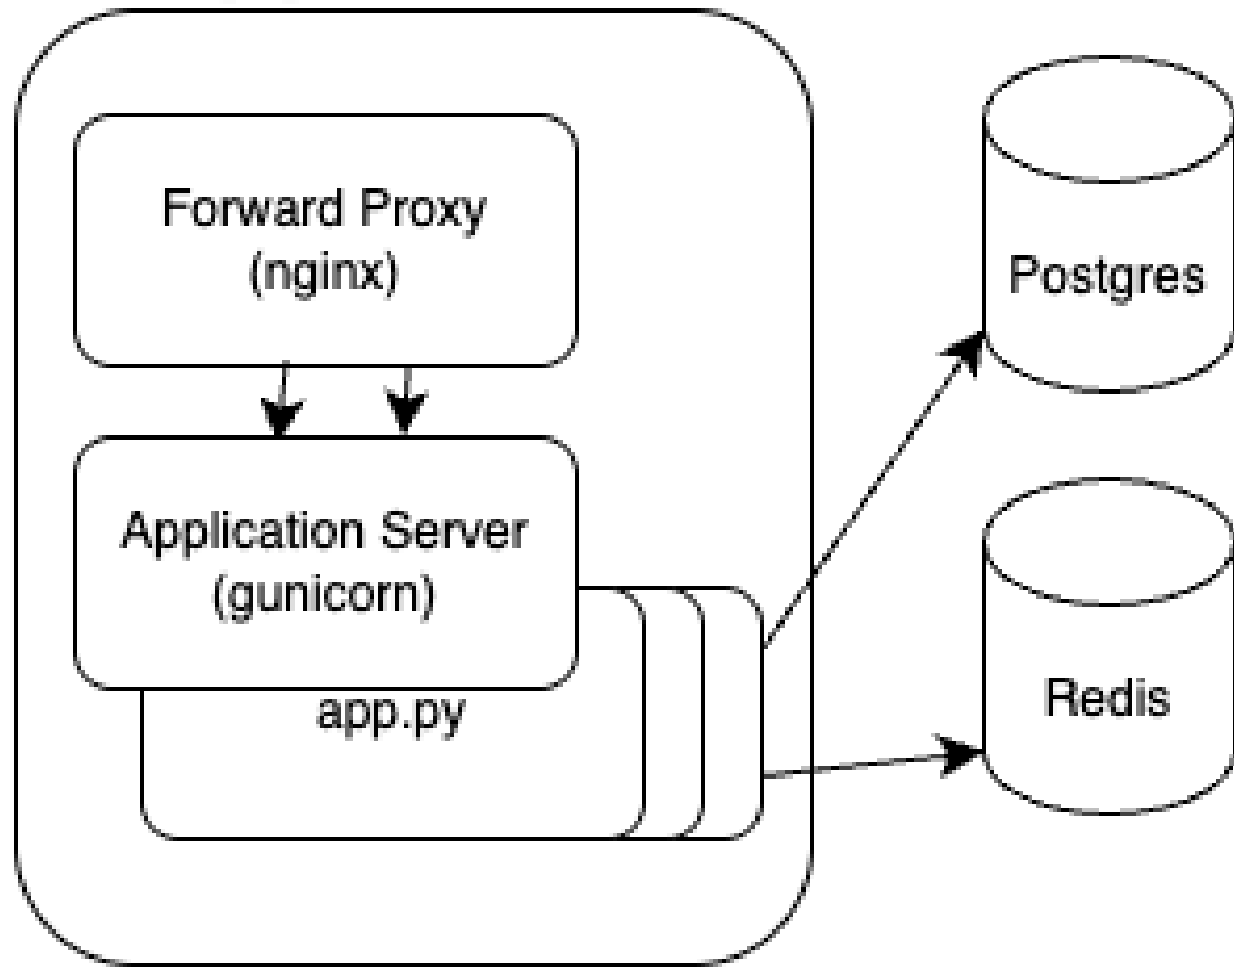 Forward Proxy
(nginx)
Application Server
(gunicorn)
app.py
Postgres
Redis